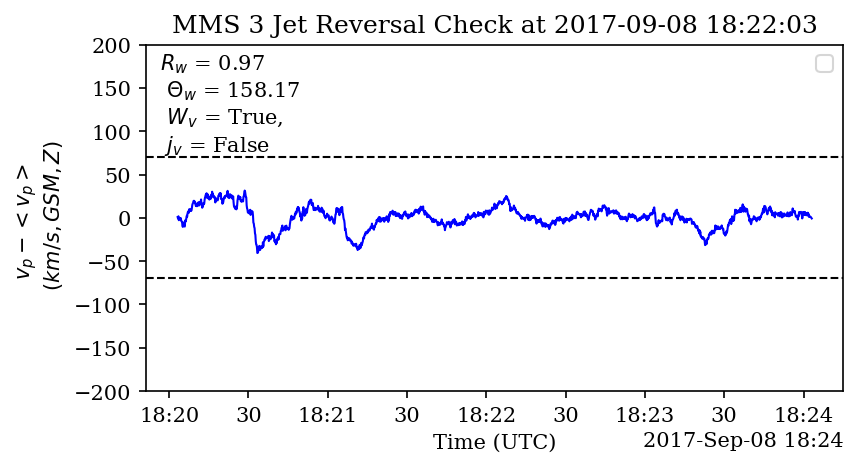 MMS 3 Jet Reversal Check at 2017-09-08 18:22:03
R_w = 0.97
Θ_w = 158.17
W_v = True,
j_v = False
v_p − < v_p >
(km/s, GSM, Z)
200
150
100
50
0
−50
−100
−150
−200
18:20 30 18:21 30 18:22 30 18:23 30 18:24
Time (UTC)
2017-Sep-08 18:24